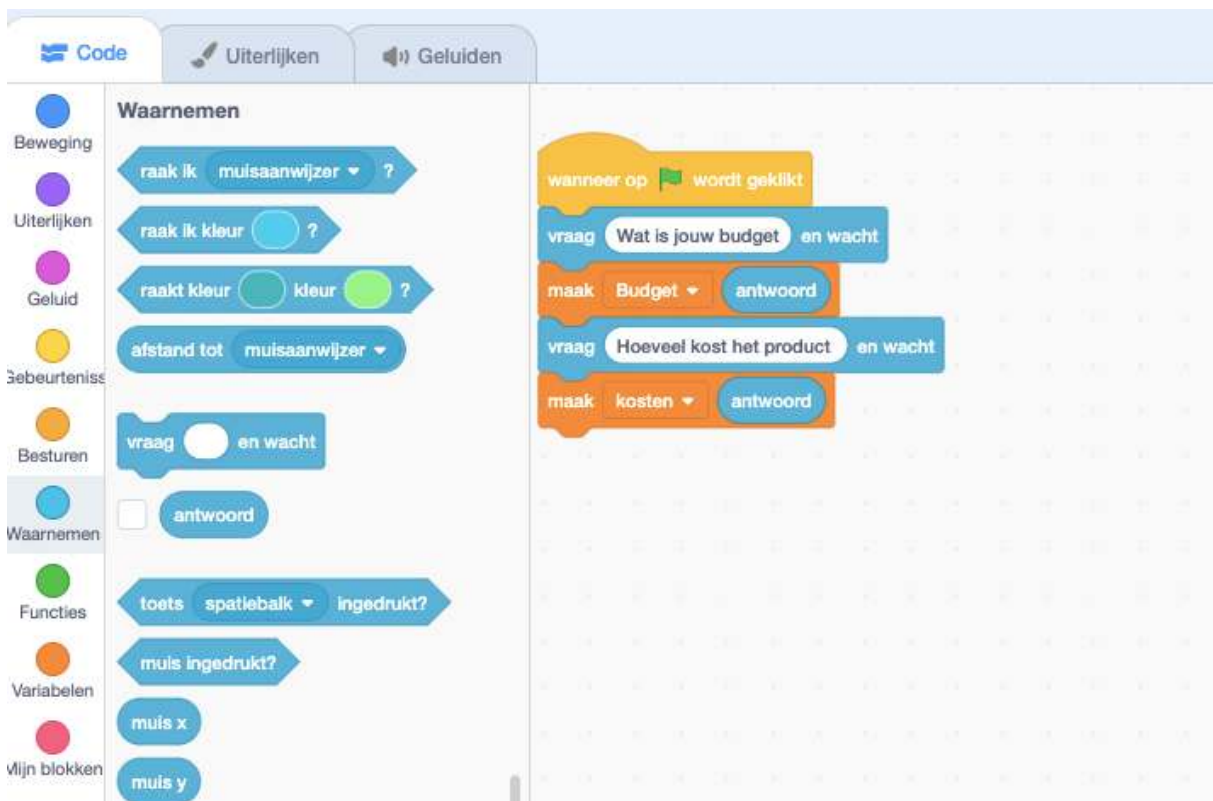 Code Uiterlijken Geluiden
Beweging
Uiterlijken
Geluid
Gebeurteniss
Besturen
Waarnemen
Functies
Variabelen
Mijn blokken
Waarnemen
raak ik muisaanwijzer ?
raak ik kleur ?
raakt kleur kleur ?
afstand tot muisaanwijzer
vraag en wacht
antwoord
toets spatiebalk ingedrukt?
muis ingedrukt?
muis x
muis y
wanneer op wordt geklikt
vraag Wat is jouw budget en wacht
maak Budget antwoord
vraag Hoeveel kost het product en wacht
maak kosten antwoord